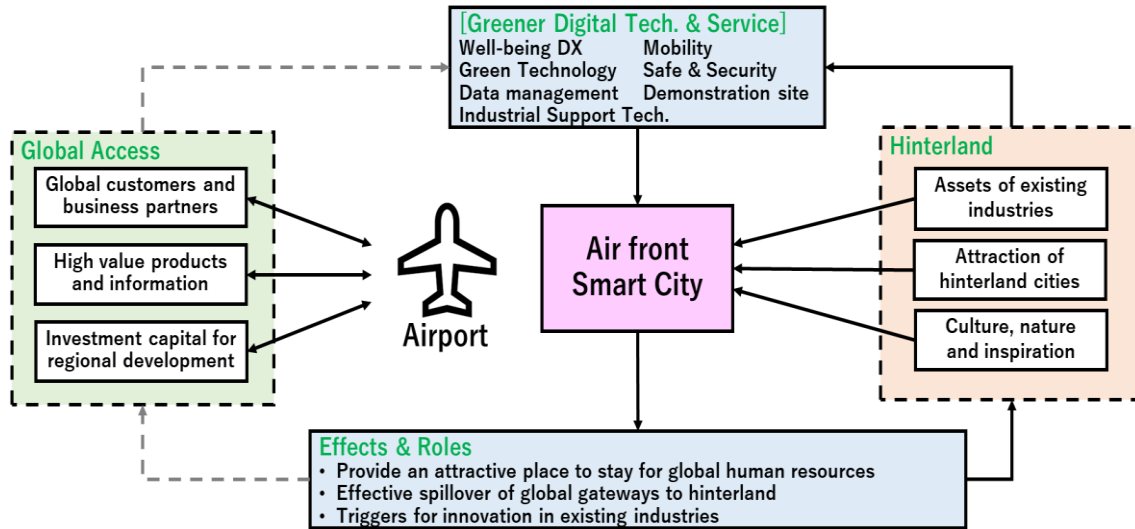 [Greener Digital Tech. & Service]
Well-being DX Mobility
Green Technology Safe & Security
Data management Demonstration site
Industrial Support Tech.
Global Access
Global customers and
business partners
High value products
and information
Investment capital for
regional development
Airport
Air front
Smart City
Hinterland
Assets of existing
industries
Attraction of
hinterland cities
Culture, nature
and inspiration
Effects & Roles
• Provide an attractive place to stay for global human resources
• Effective spillover of global gateways to hinterland
• Triggers for innovation in existing industries